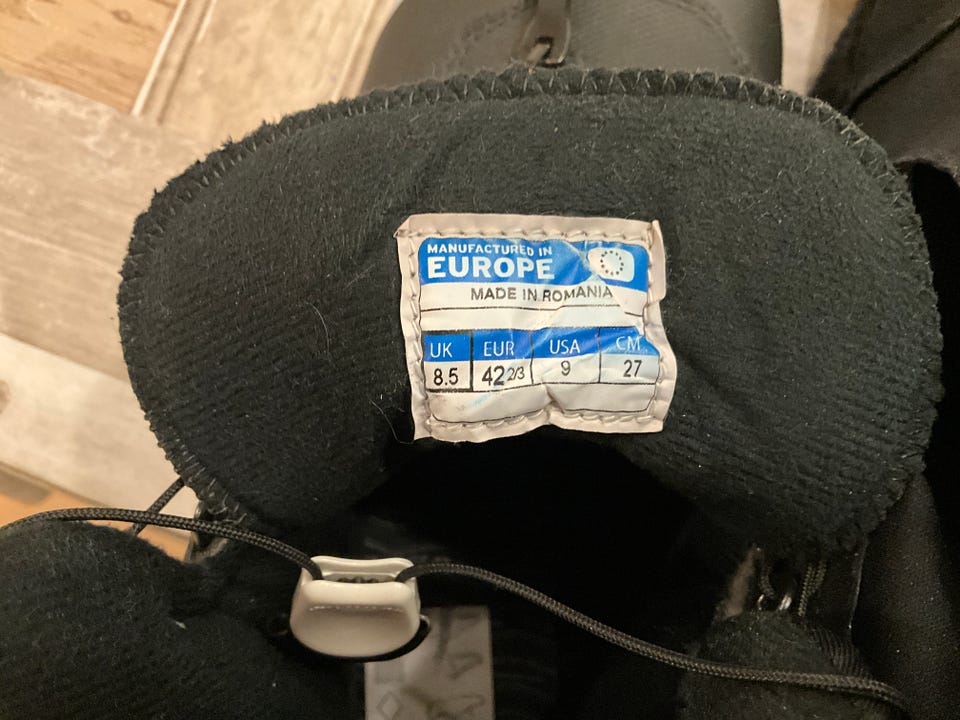 MANUFACTURED IN
EUROPE
MADE IN ROMANIA
UK EUR USA CM
8.5 42 2/3 9 27